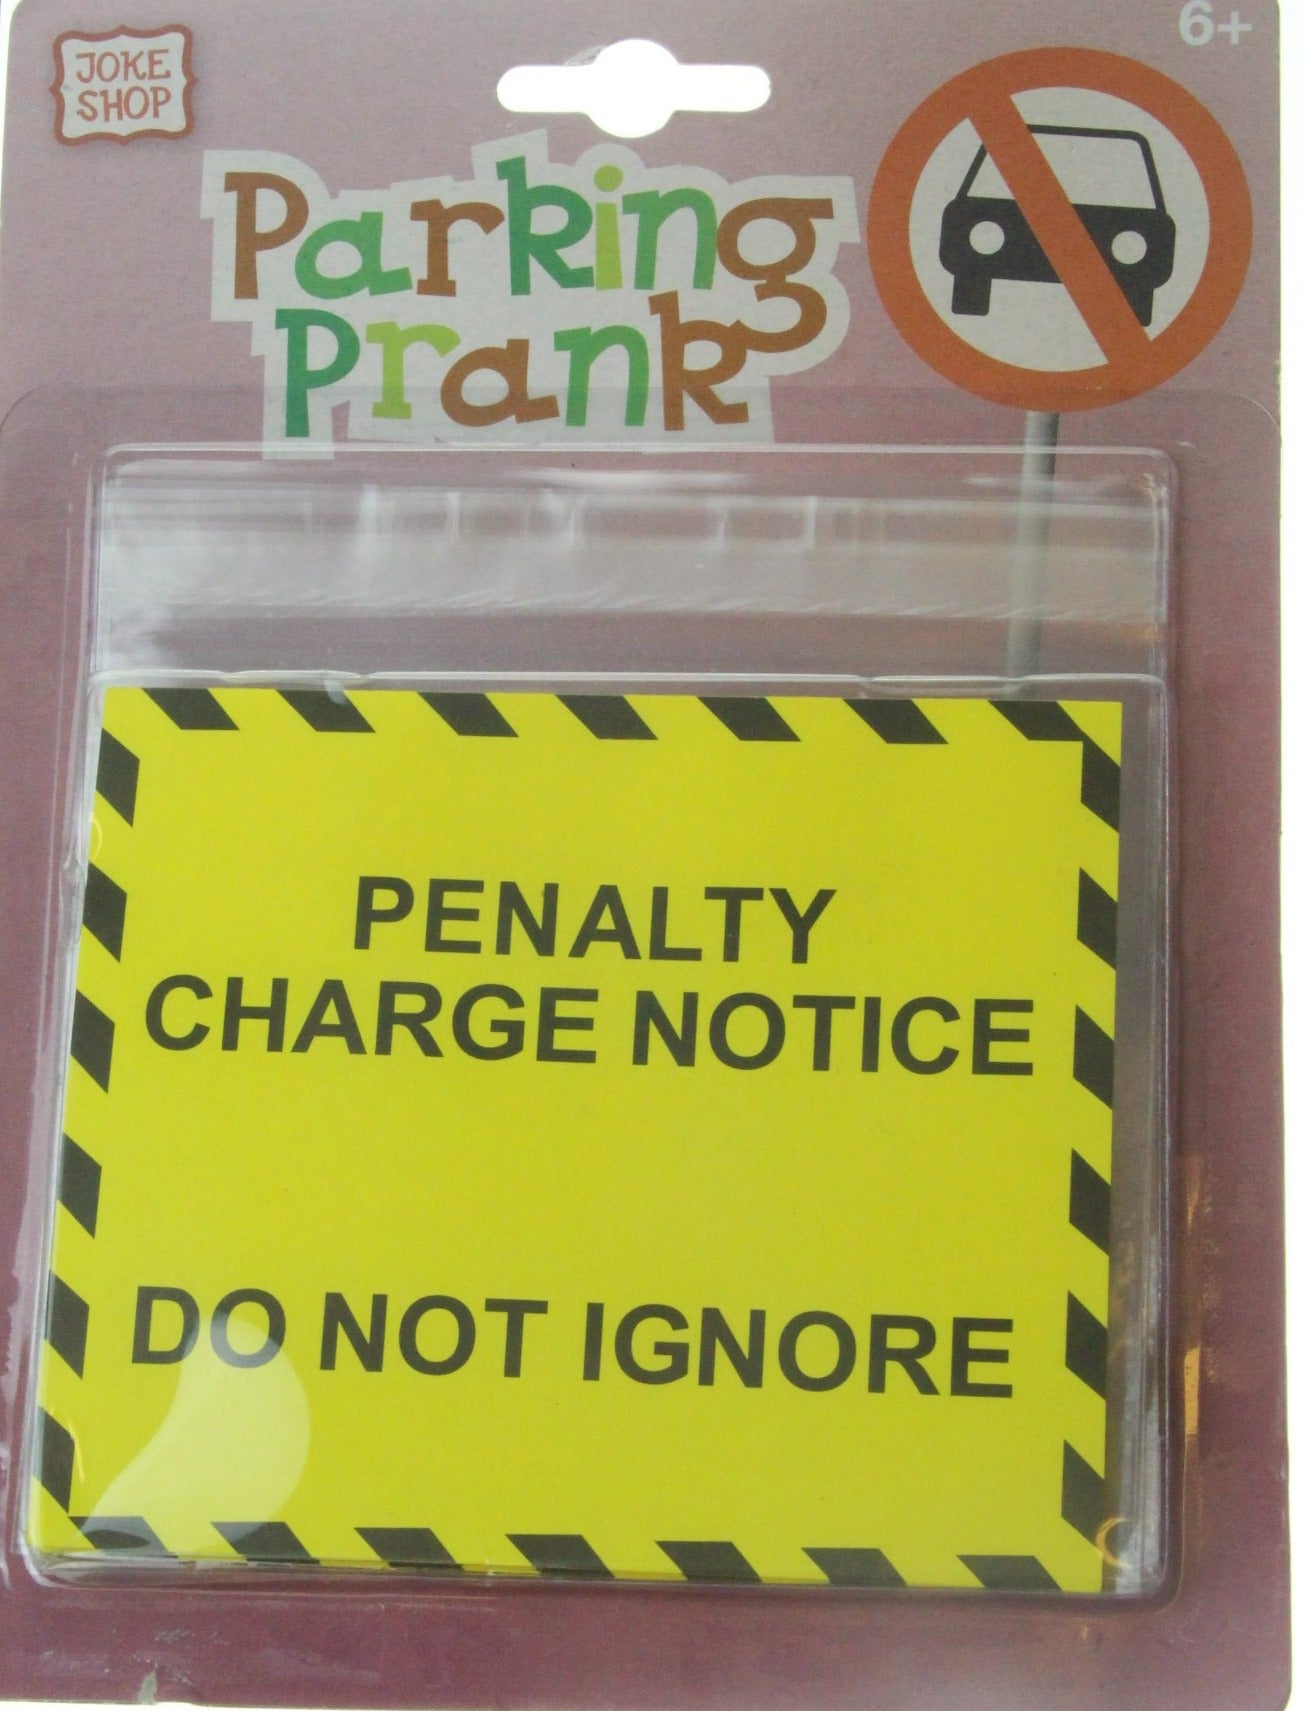 JOKE
SHOP
6+
Parking
Prank
PENALTY
CHARGE NOTICE
DO NOT IGNORE